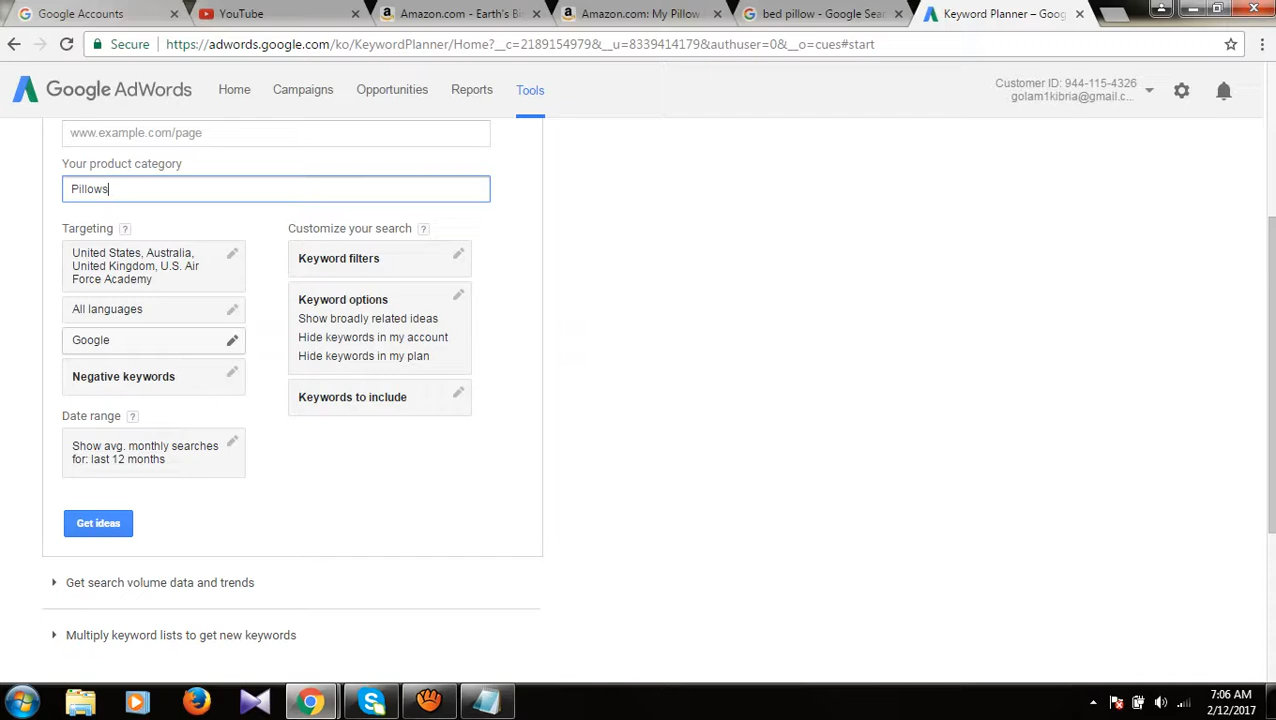 Google Accounts
YouTube
Amazon.com: Earth's Bi
Amazon.com: My Pillow
bed pillow - Google Sea
Keyword Planner – Goog
Secure
https://adwords.google.com/ko/KeywordPlanner/Home?__c=2189154979&__u=8339414179&authuser=0&__o=cues#start
Google AdWords
Home
Campaigns
Opportunities
Reports
Tools
Customer ID: 944-115-4326
golam1kibria@gmail.c...
www.example.com/page
Your product category
Pillows
Targeting ?
United States, Australia,
United Kingdom, U.S. Air
Force Academy
All languages
Google
Negative keywords
Date range ?
Show avg. monthly searches
for: last 12 months
Customize your search ?
Keyword filters
Keyword options
Show broadly related ideas
Hide keywords in my account
Hide keywords in my plan
Keywords to include
Get ideas
Get search volume data and trends
Multiply keyword lists to get new keywords
7:06 AM
2/12/2017